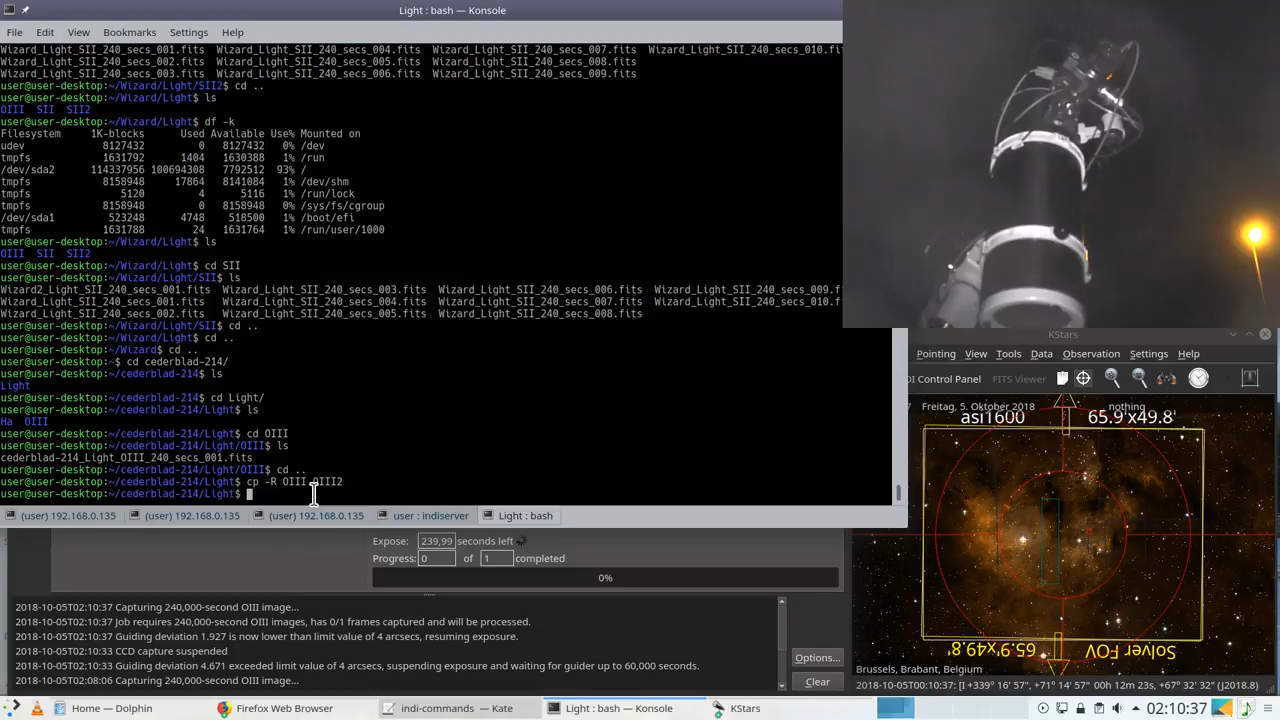 Light : bash — Konsole
File Edit View Bookmarks Settings Help
Wizard_Light_SII_240_secs_001.fits Wizard_Light_SII_240_secs_004.fits Wizard_Light_SII_240_secs_007.fits Wizard_Light_SII_240_secs_010.fits
Wizard_Light_SII_240_secs_002.fits Wizard_Light_SII_240_secs_005.fits Wizard_Light_SII_240_secs_008.fits
Wizard_Light_SII_240_secs_003.fits Wizard_Light_SII_240_secs_006.fits Wizard_Light_SII_240_secs_009.fits
user@user-desktop:~/Wizard/Light/SII2$ cd ..
user@user-desktop:~/Wizard/Light$ ls
OIII SII SII2
user@user-desktop:~/Wizard/Light$ df -k
Filesystem 1K-blocks Used Available Use% Mounted on
udev 8127432 0 8127432 0% /dev
tmpfs 1631792 1404 1630388 1% /run
/dev/sda2 114337956 100694308 7792512 93% /
tmpfs 8158948 17864 8141084 1% /dev/shm
tmpfs 5120 4 5116 1% /run/lock
tmpfs 8158948 0 8158948 0% /sys/fs/cgroup
/dev/sda1 523248 4748 518500 1% /boot/efi
tmpfs 1631788 24 1631764 1% /run/user/1000
user@user-desktop:~/Wizard/Light$ ls
OIII SII SII2
user@user-desktop:~/Wizard/Light$ cd SII
user@user-desktop:~/Wizard/Light/SII$ ls
Wizard2_Light_SII_240_secs_001.fits Wizard_Light_SII_240_secs_003.fits Wizard_Light_SII_240_secs_006.fits Wizard_Light_SII_240_secs_009.f
Wizard_Light_SII_240_secs_001.fits Wizard_Light_SII_240_secs_004.fits Wizard_Light_SII_240_secs_007.fits Wizard_Light_SII_240_secs_010.f
Wizard_Light_SII_240_secs_002.fits Wizard_Light_SII_240_secs_005.fits Wizard_Light_SII_240_secs_008.fits
user@user-desktop:~/Wizard/Light/SII$ cd ..
user@user-desktop:~/Wizard/Light$ cd ..
user@user-desktop:~/Wizard$ cd ..
user@user-desktop:~$ cd cederblad-214/
user@user-desktop:~/cederblad-214$ ls
Light
user@user-desktop:~/cederblad-214$ cd Light/
user@user-desktop:~/cederblad-214/Light$ ls
Ha OIII
user@user-desktop:~/cederblad-214/Light$ cd OIII
user@user-desktop:~/cederblad-214/Light/OIII$ ls
cederblad-214_Light_OIII_240_secs_001.fits
user@user-desktop:~/cederblad-214/Light/OIII$ cd ..
user@user-desktop:~/cederblad-214/Light$ cp -R OIII OIII2
user@user-desktop:~/cederblad-214/Light$
(user) 192.168.0.135 (user) 192.168.0.135 (user) 192.168.0.135 user : indiserver Light : bash
Expose: 239,99 seconds left
Progress: 0 of 1 completed
0%
2018-10-05T02:10:37 Capturing 240,000-second OIII image...
2018-10-05T02:10:37 Job requires 240,000-second OIII images, has 0/1 frames captured and will be processed.
2018-10-05T02:10:37 Guiding deviation 1.927 is now lower than limit value of 4 arcsecs, resuming exposure.
2018-10-05T02:10:33 CCD capture suspended
2018-10-05T02:10:33 Guiding deviation 4.671 exceeded limit value of 4 arcsecs, suspending exposure and waiting for guider up to 60,000 seconds.
2018-10-05T02:08:06 Capturing 240,000-second OIII image...
Options...
Clear
KStars
Pointing View Tools Data Observation Settings Help
DI Control Panel FITS Viewer
7 Freitag, 5. Oktober 2018 nothing
asi1600 65.9'x49.8'
65.9'x49.8' Solver FOV
Brussels, Brabant, Belgium
2018-10-05T00:10:37: [J +339° 16' 57", +71° 14' 57" 00h 12m 23s, +67° 32' 32" (J2018.8)
Home — Dolphin Firefox Web Browser indi-commands — Kate Light : bash — Konsole KStars 02:10:37